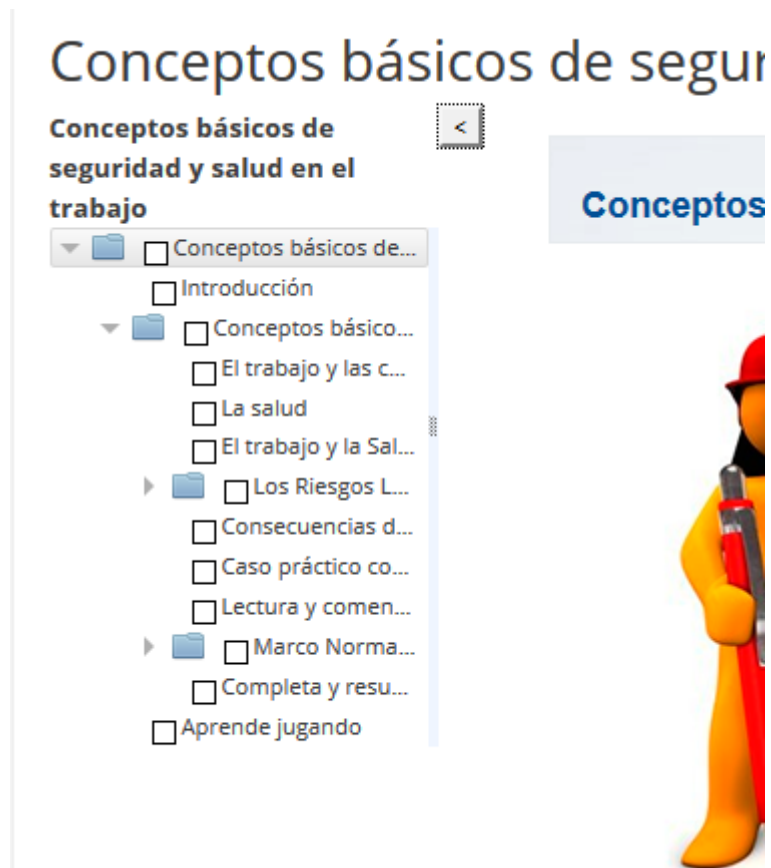 Conceptos básicos de segur
Conceptos básicos de
seguridad y salud en el
trabajo
<
Conceptos
Conceptos básicos de...
Introducción
Conceptos básico...
El trabajo y las c...
La salud
El trabajo y la Sal...
Los Riesgos L...
Consecuencias d...
Caso práctico co...
Lectura y comen...
Marco Norma...
Completa y resu...
Aprende jugando